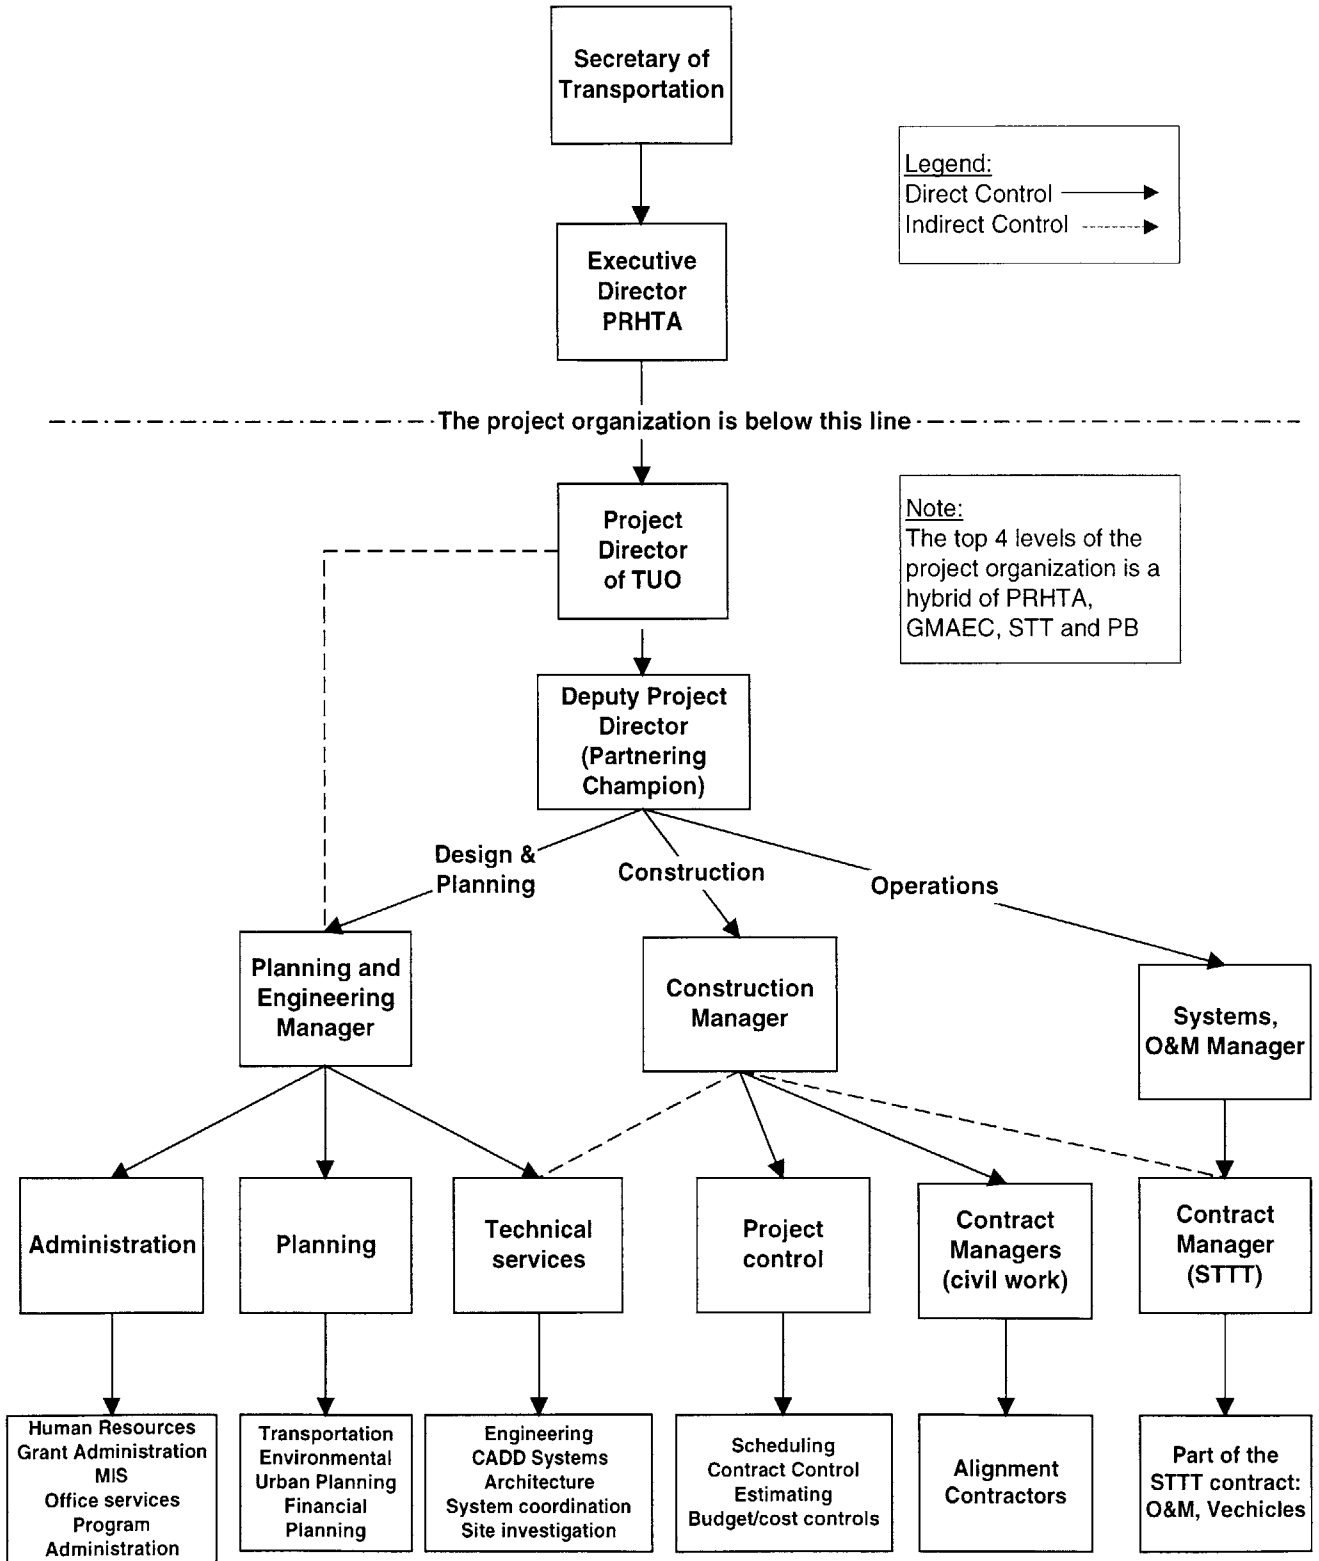 Secretary of
Transportation
Legend:
Direct Control
Indirect Control
Executive
Director
PRHTA
The project organization is below this line
Project
Director
of TUO
Note:
The top 4 levels of the
project organization is a
hybrid of PRHTA,
GMAEC, STT and PB
Deputy Project
Director
(Partnering
Champion)
Design &
Planning
Construction
Operations
Planning and
Engineering
Manager
Construction
Manager
Systems,
O&M Manager
Administration
Planning
Technical
services
Project
control
Contract
Managers
(civil work)
Contract
Manager
(STTT)
Human Resources
Grant Administration
MIS
Office services
Program
Administration
Transportation
Environmental
Urban Planning
Financial
Planning
Engineering
CADD Systems
Architecture
System coordination
Site investigation
Scheduling
Contract Control
Estimating
Budget/cost controls
Alignment
Contractors
Part of the
STTT contract:
O&M, Vechicles